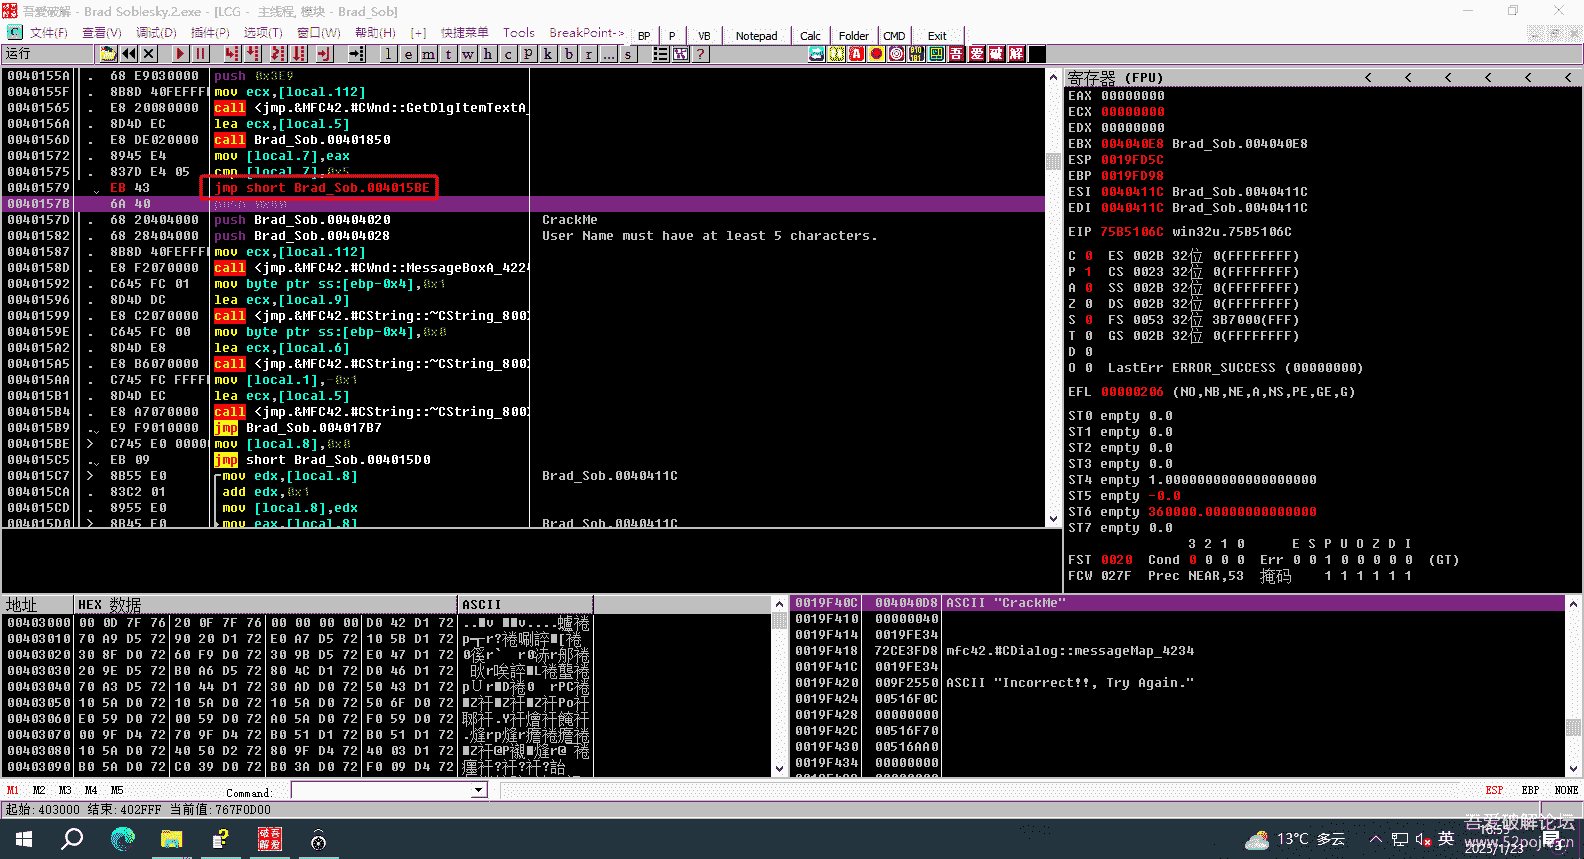 吾爱破解 - Brad Soblesky.2.exe - [LCG - 主线程, 模块 - Brad_Sob]
文件(F) 查看(V) 调试(D) 插件(P) 选项(T) 窗口(W) 帮助(H) [+] 快捷菜单 Tools BreakPoint-> BP P VB Notepad Calc Folder CMD Exit
运行 l e m t w h c P k b r ... s ?
0040155A . 68 E9030000 push 0x3E9
0040155F . 8B8D 40FEFFFF mov ecx,[local.112]
00401565 . E8 20080000 call <jmp.&MFC42.#CWnd::GetDlgItemTextA_
0040156A . 8D4D EC lea ecx,[local.5]
0040156D . E8 DE020000 call Brad_Sob.00401850
00401572 . 8945 E4 mov [local.7],eax
00401575 . 837D E4 05 cmp [local.7],0x5
00401579 EB 43 jmp short Brad_Sob.004015BE
0040157B 6A 40 push 0x40
0040157D . 68 20404000 push Brad_Sob.00404020 CrackMe
00401582 . 68 28404000 push Brad_Sob.00404028 User Name must have at least 5 characters.
00401587 . 8B8D 40FEFFFF mov ecx,[local.112]
0040158D . E8 F2070000 call <jmp.&MFC42.#CWnd::MessageBoxA_4224
00401592 . C645 FC 01 mov byte ptr ss:[ebp-0x4],0x1
00401596 . 8D4D DC lea ecx,[local.9]
00401599 . E8 C2070000 call <jmp.&MFC42.#CString::~CString_800>
0040159E . C645 FC 00 mov byte ptr ss:[ebp-0x4],0x0
004015A2 . 8D4D E8 lea ecx,[local.6]
004015A5 . E8 B6070000 call <jmp.&MFC42.#CString::~CString_800>
004015AA . C745 FC FFFFF mov [local.1],-0x1
004015B1 . 8D4D EC lea ecx,[local.5]
004015B4 . E8 A7070000 call <jmp.&MFC42.#CString::~CString_800>
004015B9 . E9 F9010000 jmp Brad_Sob.004017B7
004015BE > C745 E0 00000 mov [local.8],0x0
004015C5 . EB 09 jmp short Brad_Sob.004015D0
004015C7 > 8B55 E0 mov edx,[local.8] Brad_Sob.0040411C
004015CA . 83C2 01 add edx,0x1
004015CD . 8955 E0 mov [local.8],edx
004015D0 > 8B45 E0 mov eax,[local.8] Brad_Sob.0040411C
寄存器 (FPU) < < < < < <
EAX 00000000
ECX 00000000
EDX 00000000
EBX 004040E8 Brad_Sob.004040E8
ESP 0019FD5C
EBP 0019FD98
ESI 0040411C Brad_Sob.0040411C
EDI 0040411C Brad_Sob.0040411C
EIP 75B5106C win32u.75B5106C
C 0 ES 002B 32位 0(FFFFFFFF)
P 1 CS 0023 32位 0(FFFFFFFF)
A 0 SS 002B 32位 0(FFFFFFFF)
Z 0 DS 002B 32位 0(FFFFFFFF)
S 0 FS 0053 32位 3B7000(FFF)
T 0 GS 002B 32位 0(FFFFFFFF)
D 0
O 0 LastErr ERROR_SUCCESS (00000000)
EFL 00000206 (NO,NB,NE,A,NS,PE,GE,G)
ST0 empty 0.0
ST1 empty 0.0
ST2 empty 0.0
ST3 empty 0.0
ST4 empty 1.0000000000000000000
ST5 empty -0.0
ST6 empty 360000.00000000000000
ST7 empty 0.0
3 2 1 0 E S P U O Z D I
FST 0020 Cond 0 0 0 0 Err 0 0 1 0 0 0 0 0 (GT)
FCW 027F Prec NEAR,53 掩码 1 1 1 1 1 1
地址 HEX 数据 ASCII
00403000 00 0D 7F 76 20 0F 7F 76 00 00 00 00 D0 42 D1 72
00403010 70 A9 D5 72 90 20 D1 72 E0 A7 D5 72 10 5B D1 72
00403020 30 8F D0 72 60 F9 D0 72 30 9B D5 72 E0 47 D1 72
00403030 20 9E D5 72 B0 A6 D5 72 80 4C D1 72 D0 46 D1 72
00403040 70 A3 D5 72 10 44 D1 72 30 AD D0 72 50 43 D1 72
00403050 10 5A D0 72 10 5A D0 72 10 5A D0 72 50 6F D0 72
00403060 E0 59 D0 72 00 59 D0 72 A0 5A D0 72 F0 59 D0 72
00403070 00 9F D4 72 70 9F D4 72 B0 51 D1 72 B0 51 D1 72
00403080 10 5A D0 72 40 50 D2 72 80 9F D4 72 40 03 D1 72
00403090 B0 5A D0 72 C0 39 D0 72 B0 3A D0 72 F0 09 D4 72
0019F40C 004040D8 ASCII "CrackMe"
0019F410 00000040
0019F414 0019FE34
0019F418 72CE3FD8 mfc42.#CDialog::messageMap_4234
0019F41C 0019FE34
0019F420 009F2550 ASCII "Incorrect!!, Try Again."
0019F424 00516F0C
0019F428 00000000
0019F42C 00516F70
0019F430 00516AA0
0019F434 00000000
M1 M2 M3 M4 M5 Command: ESP EBP NONE
起始:403000 结束:402FFF 当前值:767F0D00
13°C 多云 英
2025/1/23
吾爱破解论坛
www.52pojie.cn